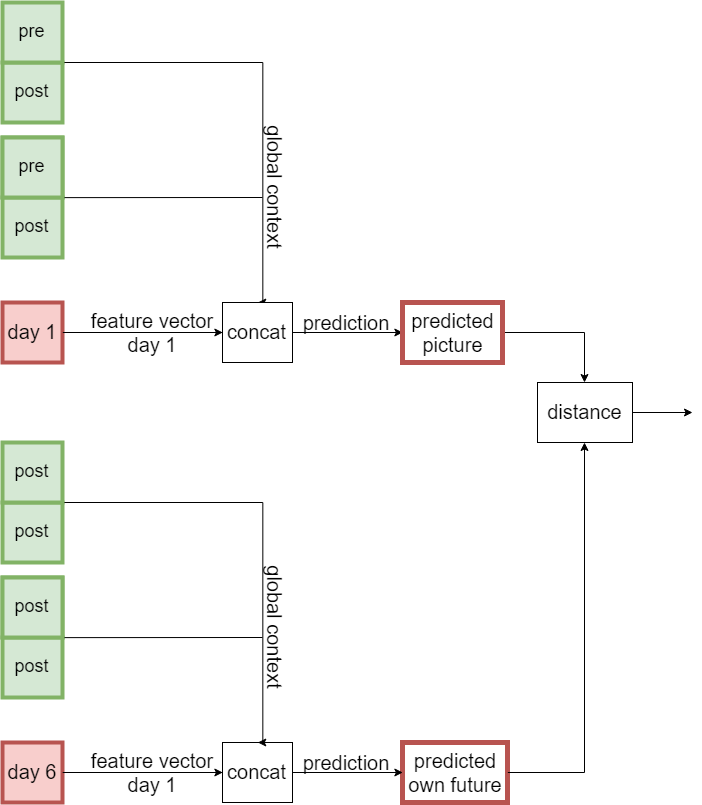 pre
post
global context
pre
post
day 1
feature vector
day 1
concat
prediction
predicted
picture
distance
post
post
global context
post
post
day 6
feature vector
day 1
concat
prediction
predicted
own future